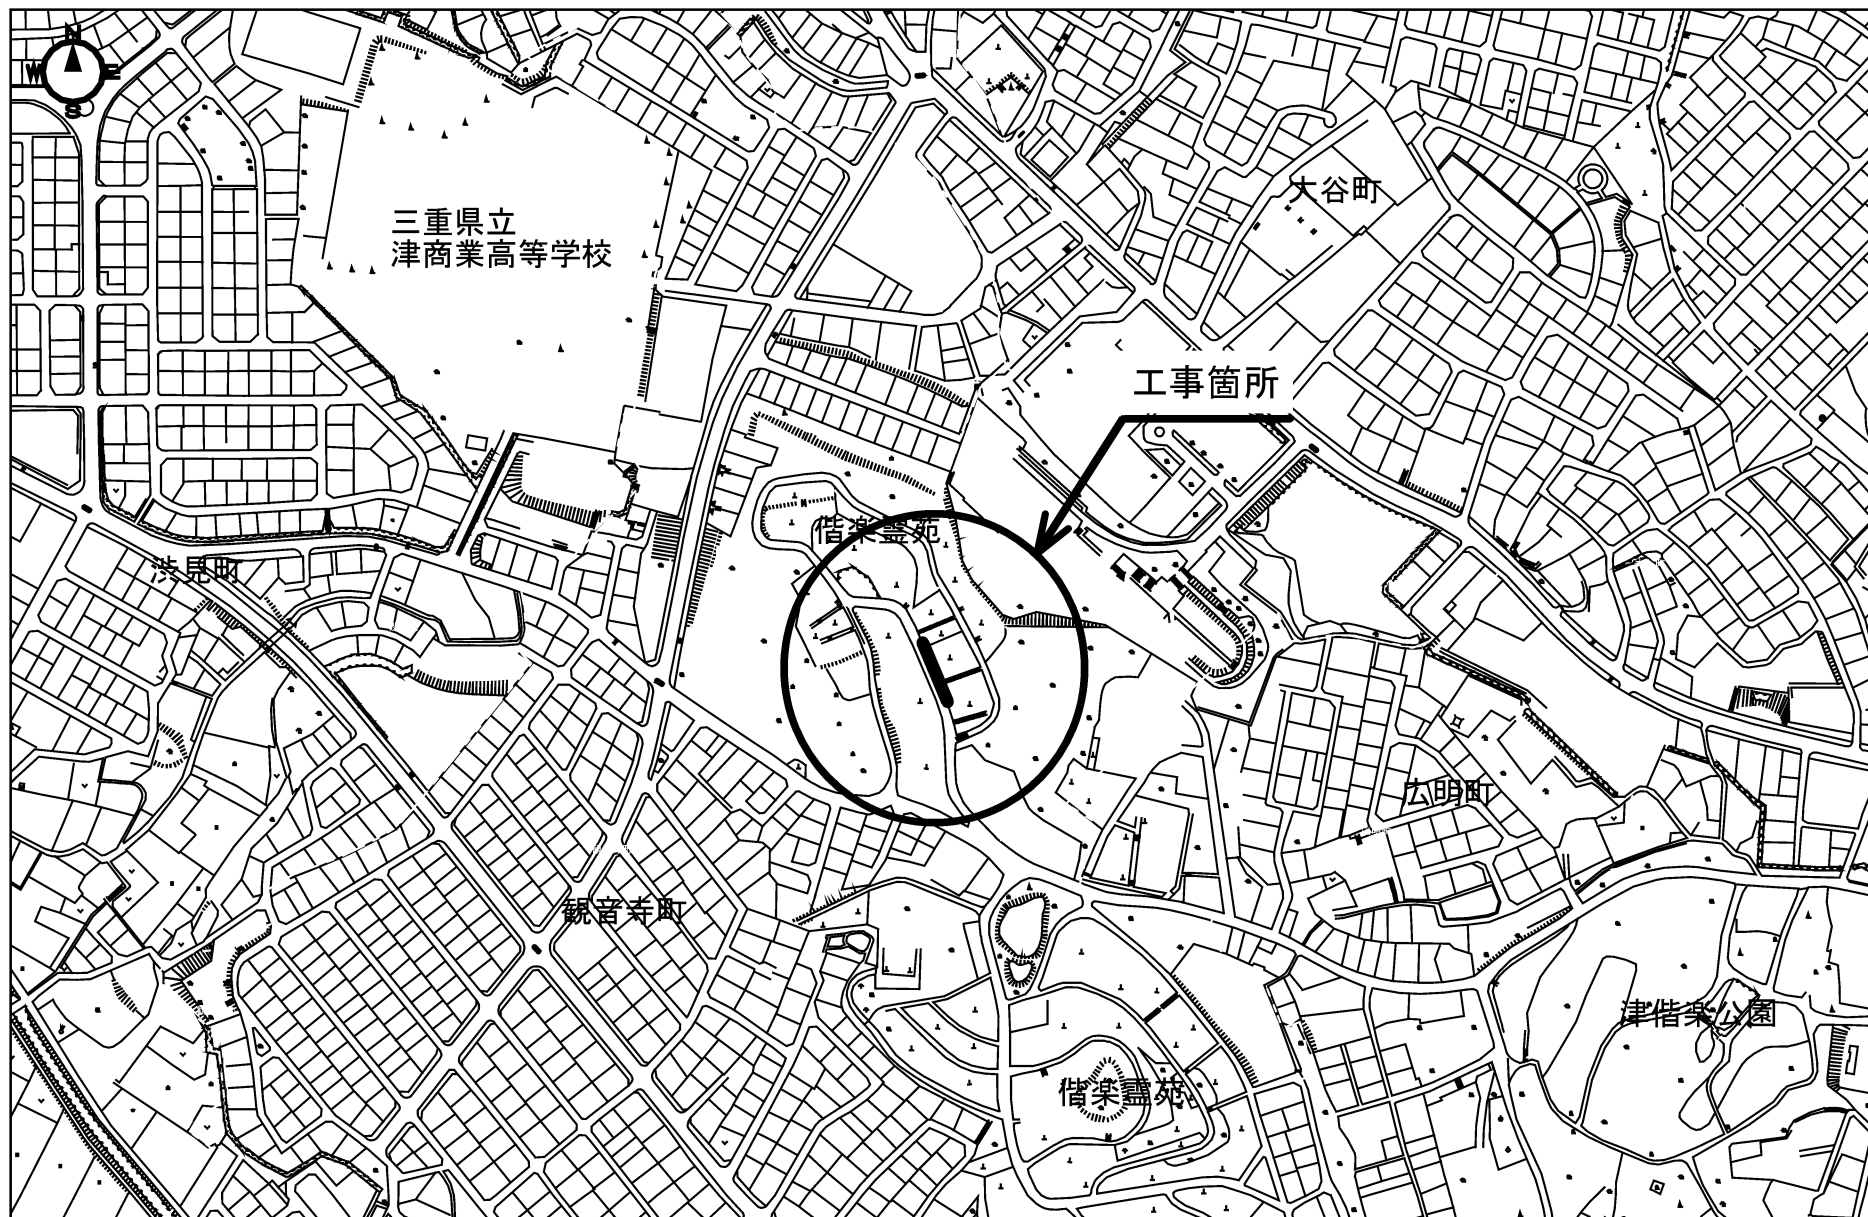 N
W E
S
大谷町
三重県立
津商業高等学校
工事箇所
偕楽霊苑
渋見町
広明町
観音寺町
津偕楽公園
偕楽霊苑